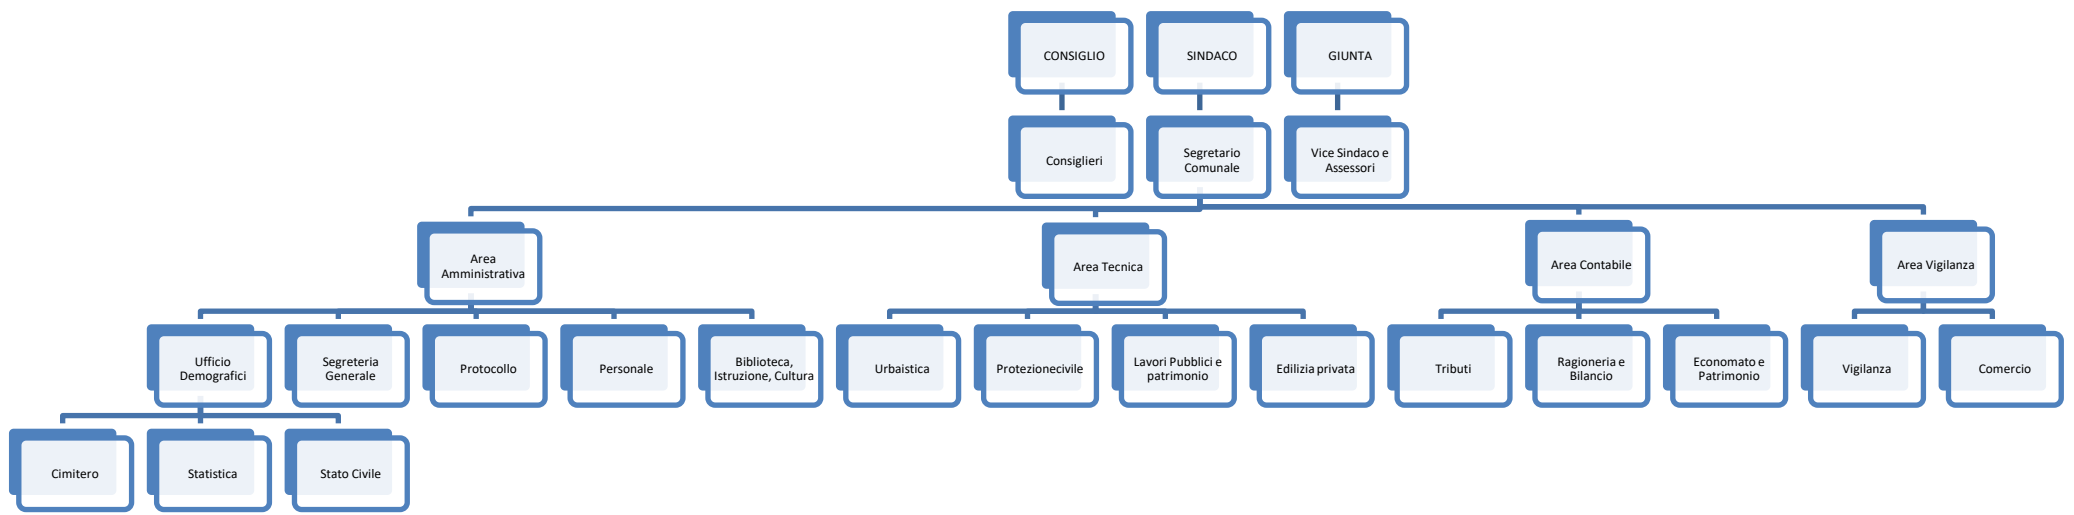 CONSIGLIO
SINDACO
GIUNTA
Consiglieri
Segretario
Comunale
Vice Sindaco e
Assessori
Area
Amministrativa
Area Tecnica
Area Contabile
Area Vigilanza
Ufficio
Demografici
Segreteria
Generale
Protocollo
Personale
Biblioteca,
Istruzione, Cultura
Urbaistica
Protezionecivile
Lavori Pubblici e
patrimonio
Edilizia privata
Tributi
Ragioneria e
Bilancio
Economato e
Patrimonio
Vigilanza
Comercio
Cimitero
Statistica
Stato Civile